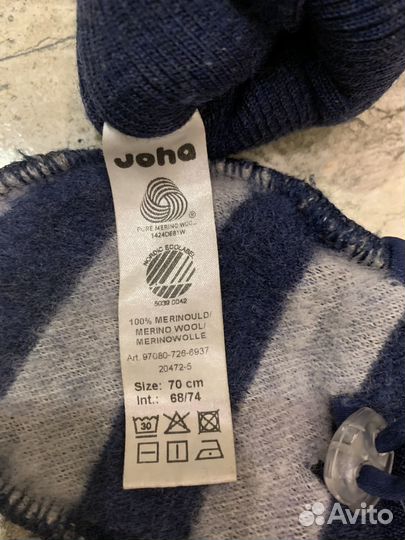 Joha
PURE MERINO WOOL
1424DE81W
NORDIC ECOLABEL
5039 0042
100% MERINOULD/
MERINO WOOL/
MERINOWOLLE
Art. 97080-726-6937
20472-5
Size: 70 cm
Int.: 68/74
30
Avito